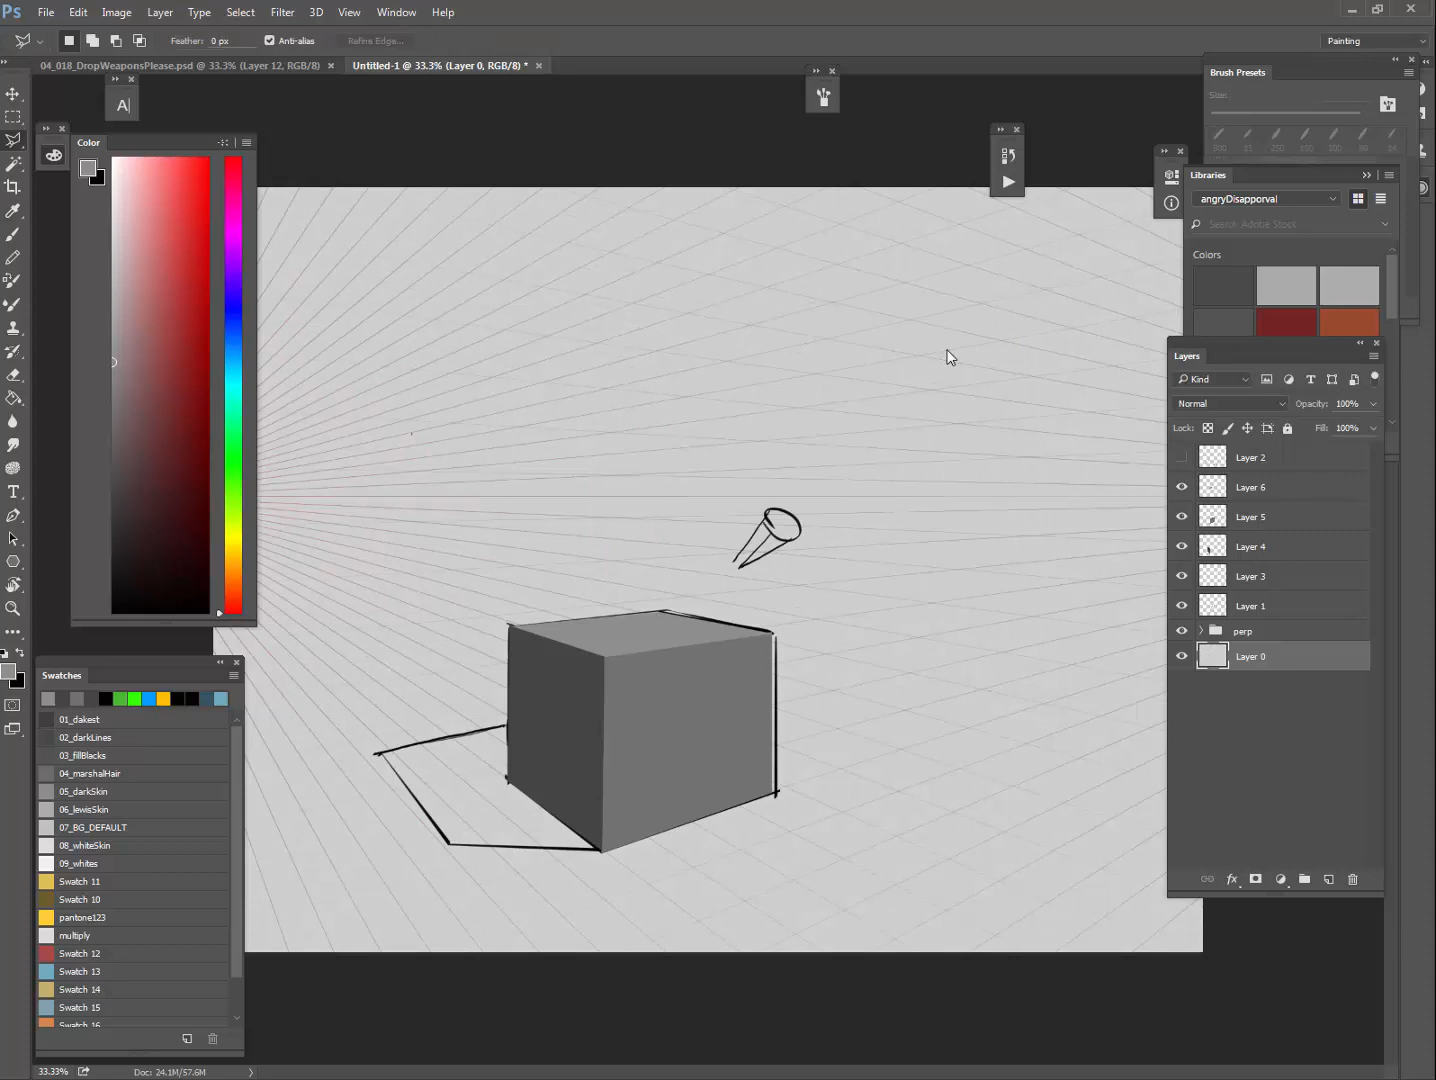 Ps File Edit Image Layer Type Select Filter 3D View Window Help
Feather: 0 px Anti-alias Refine Edge... Painting
04_018_DropWeaponsPlease.psd @ 33.3% (Layer 12, RGB/8) Untitled-1 @ 33.3% (Layer 0, RGB/8) *
A
Brush Presets
Size:
Color
Libraries
angryDisapporval
Search Adobe Stock
Colors
Layers
Kind
Normal Opacity: 100%
Lock: Fill: 100%
Layer 2
Layer 6
Layer 5
Layer 4
Layer 3
Layer 1
perp
Layer 0
Swatches
01_dakest
02_darkLines
03_fillBlacks
04_marshalHair
05_darkSkin
06_lewisSkin
07_BG_DEFAULT
08_whiteSkin
09_whites
Swatch 11
Swatch 10
pantone123
multiply
Swatch 12
Swatch 13
Swatch 14
Swatch 15
Swatch 16
33.33% Doc: 24.1M/57.6M